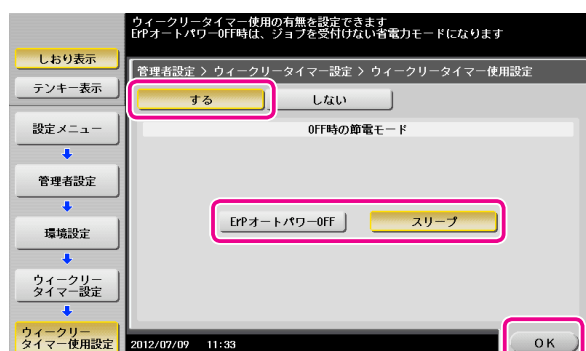 ウィークリータイマー使用の有無を設定できます
ErPオートパワーOFF時は、ジョブを受付けない省電力モードになります
しおり表示
テンキー表示
設定メニュー
管理者設定
環境設定
ウィークリー
タイマー設定
ウィークリー
タイマー使用設定
管理者設定 > ウィークリータイマー設定 > ウィークリータイマー使用設定
する
しない
OFF時の節電モード
ErPオートパワーOFF
スリープ
2012/07/09 11:33
OK